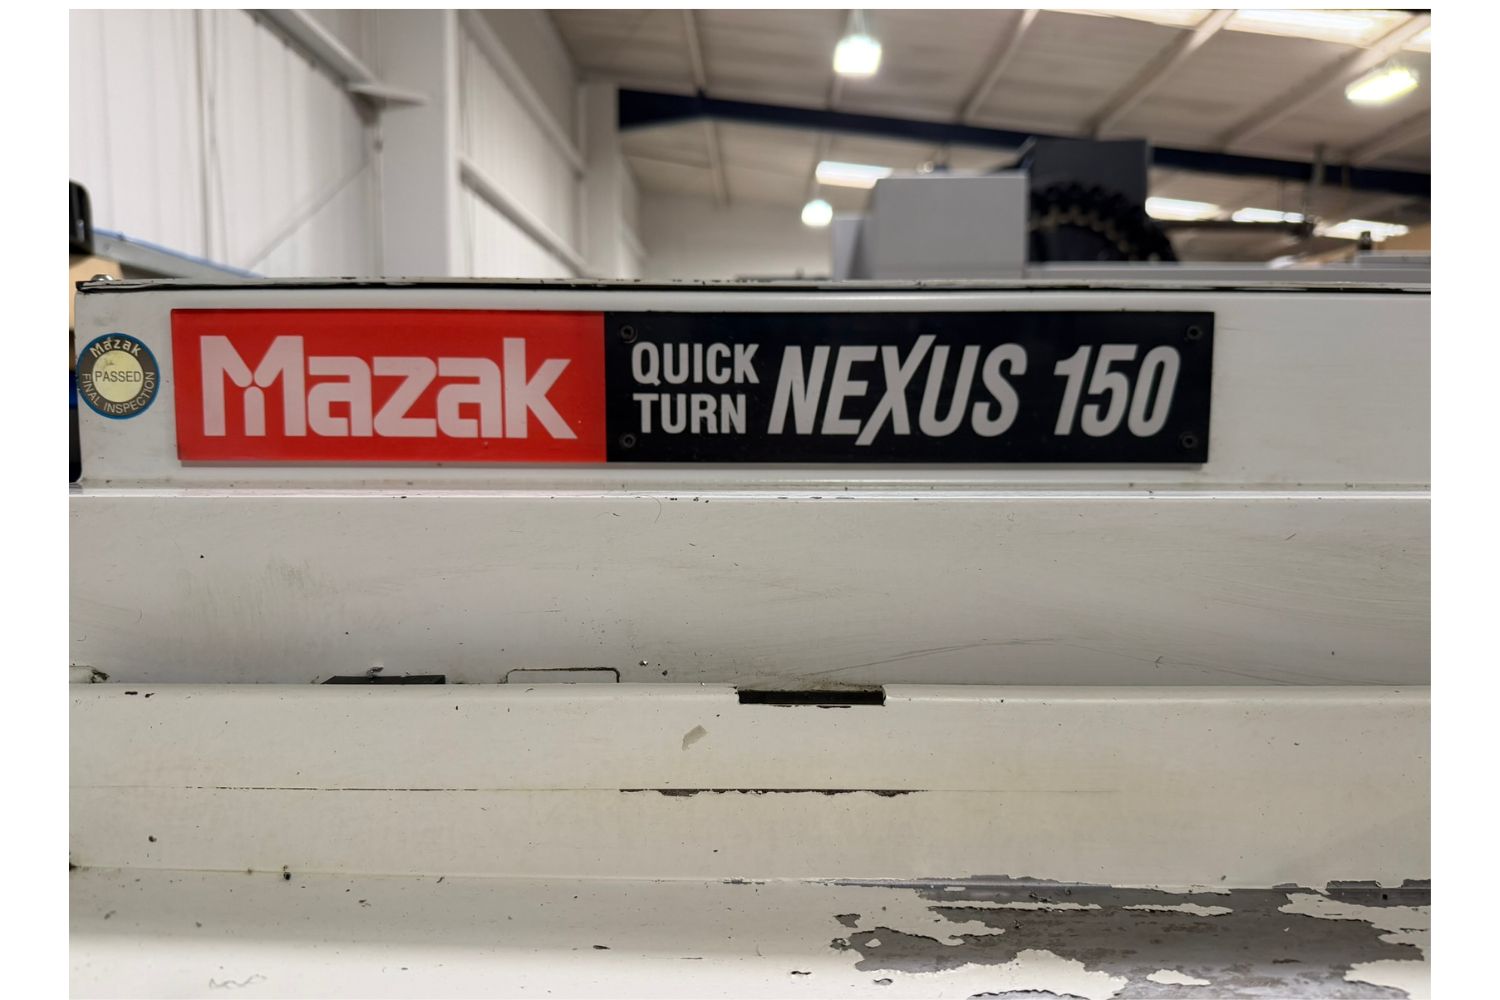 Mazak
PASSED
FINAL INSPECTION
Mazak
QUICK
TURN
NEXUS 150